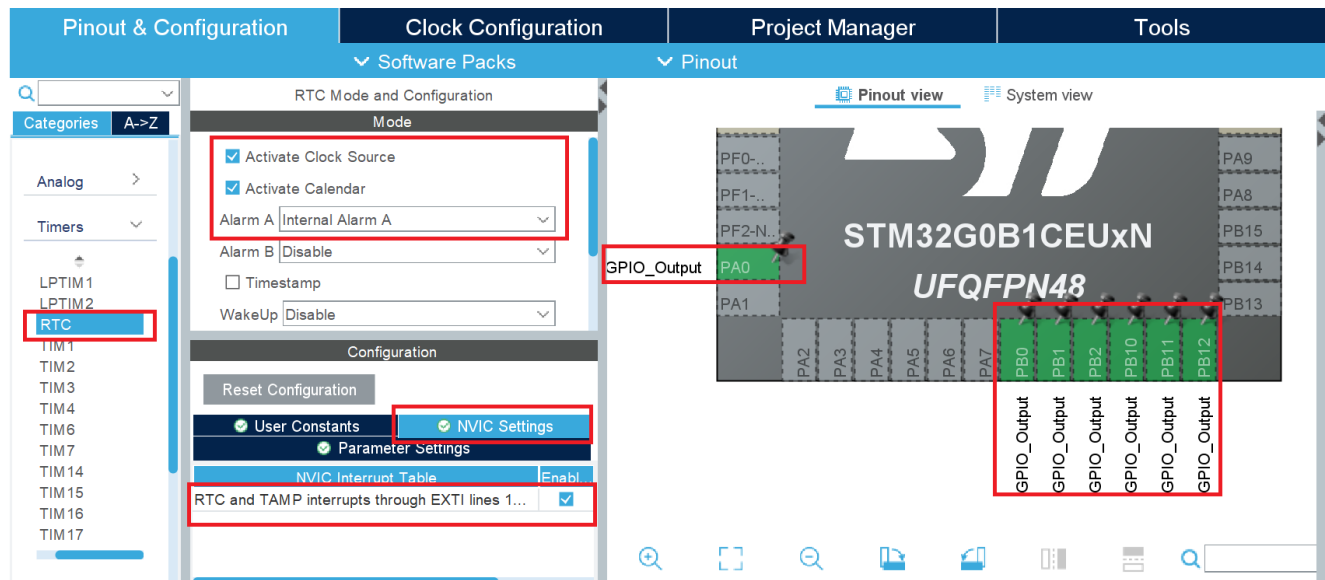 Pinout & Configuration
Clock Configuration
Project Manager
Tools
Software Packs
Pinout
Categories
A->Z
Analog
Timers
LPTIM1
LPTIM2
RTC
TIM1
TIM2
TIM3
TIM4
TIM6
TIM7
TIM14
TIM15
TIM16
TIM17
RTC Mode and Configuration
Mode
Activate Clock Source
Activate Calendar
Alarm A Internal Alarm A
Alarm B Disable
Timestamp
WakeUp Disable
Configuration
Reset Configuration
User Constants
NVIC Settings
Parameter Settings
NVIC Interrupt Table
Enabl...
RTC and TAMP interrupts through EXTI lines 1...
Pinout view
System view
PF0-..
PF1-..
PF2-N..
GPIO_Output PA0
PA1
STM32G0B1CEUxN
UFQFPN48
PA9
PA8
PB15
PB14
PB13
PA2
PA3
PA4
PA5
PA6
PA7
PB0
PB1
PB2
PB10
PB11
PB12
GPIO_Output
GPIO_Output
GPIO_Output
GPIO_Output
GPIO_Output
GPIO_Output